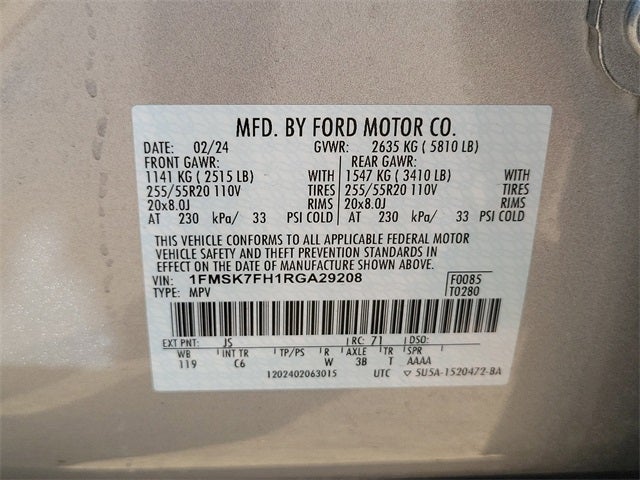 MFD. BY FORD MOTOR CO.
DATE: 02/24 GVWR: 2635 KG ( 5810 LB)
FRONT GAWR: REAR GAWR:
1141 KG ( 2515 LB) WITH 1547 KG ( 3410 LB) WITH
255/55R20 110V TIRES 255/55R20 110V TIRES
20x8.0J RIMS 20x8.0J RIMS
AT 230 kPa/ 33 PSI COLD AT 230 kPa/ 33 PSI COLD
THIS VEHICLE CONFORMS TO ALL APPLICABLE FEDERAL MOTOR
VEHICLE SAFETY AND THEFT PREVENTION STANDARDS IN
EFFECT ON THE DATE OF MANUFACTURE SHOWN ABOVE.
VIN: 1FMSK7FH1RGA29208 F0085
TYPE: MPV T0280
EXT PNT: JS RC: 71 DSO:
WB INT TR TP/PS R AXLE TR SPR
119 C6 W 3B T AAAA
1202402063015 UTC ▽ 5U5A-1520472-BA